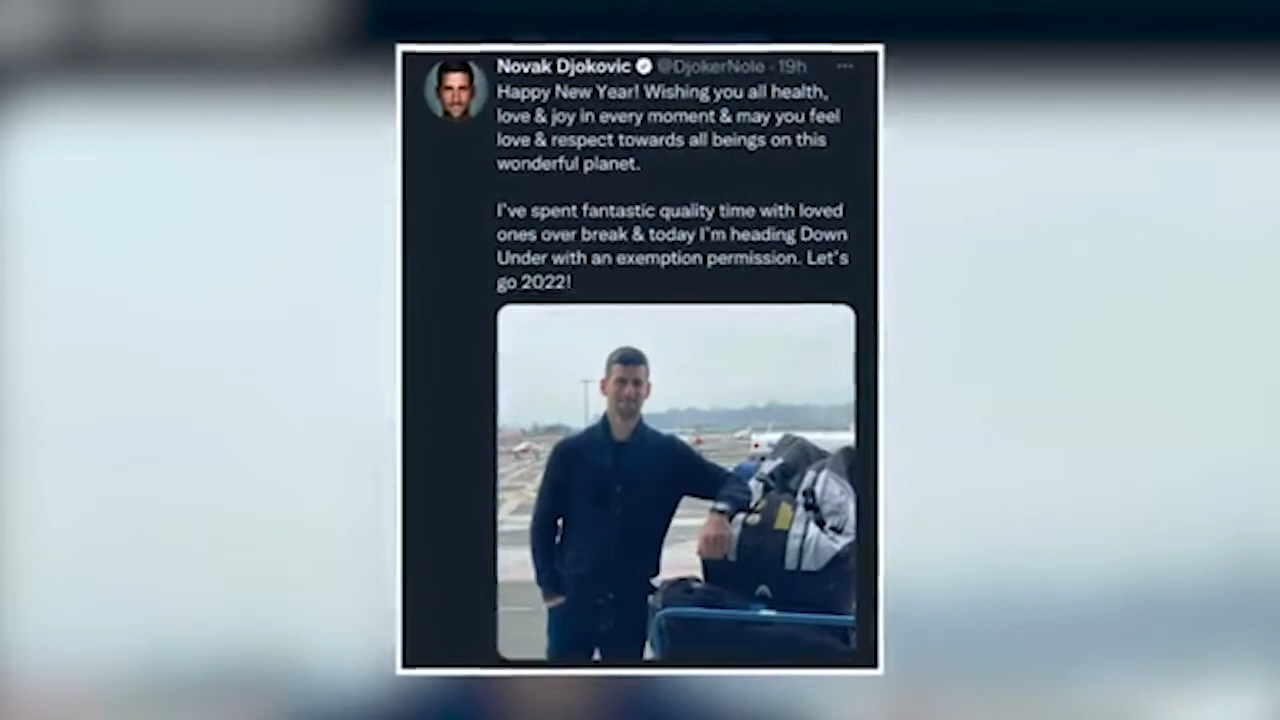 Novak Djokovic @DjokerNole · 19h ...
Happy New Year! Wishing you all health,
love & joy in every moment & may you feel
love & respect towards all beings on this
wonderful planet.
I've spent fantastic quality time with loved
ones over break & today I'm heading Down
Under with an exemption permission. Let's
go 2022!